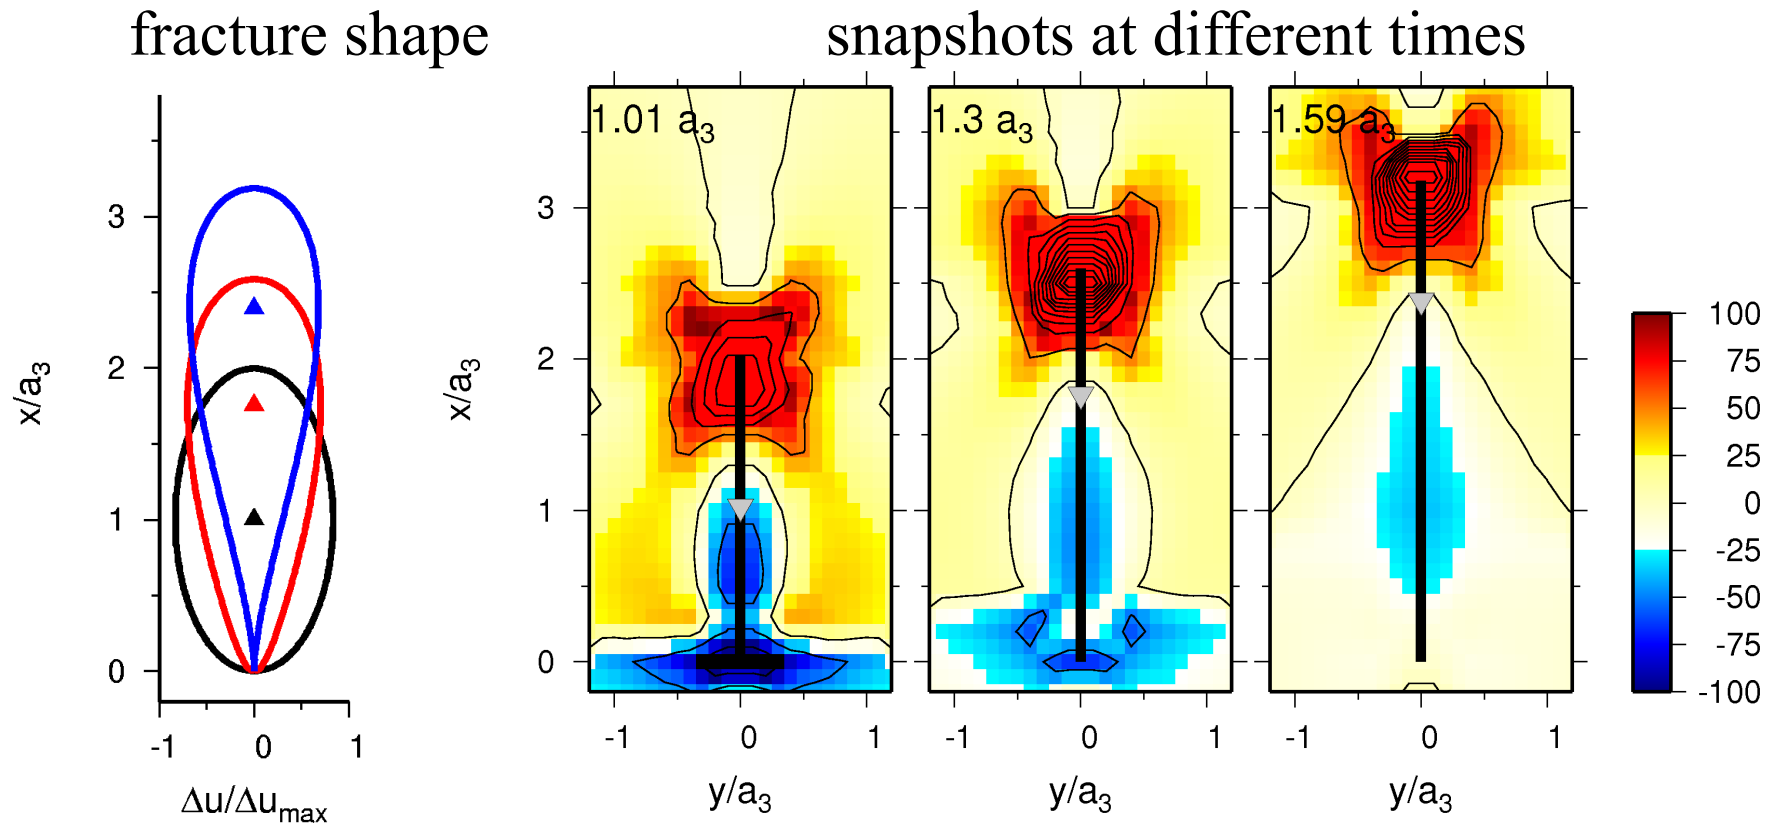 fracture shape
snapshots at different times
1.01 a3
1.3 a3
1.59 a3
3
2
1
0
x/a3
-1 0 1
Δu/Δumax
3
2
1
0
x/a3
-1 0 1
y/a3
-1 0 1
y/a3
-1 0 1
y/a3
100
75
50
25
0
-25
-50
-75
-100